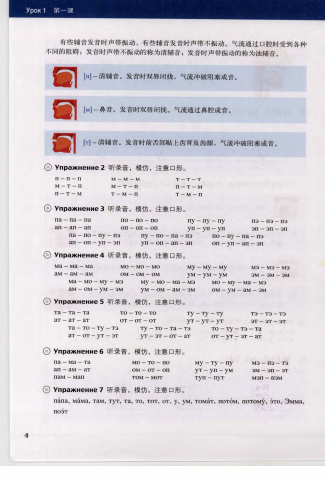 Урок 1 第一课
有些辅音发音时声带振动，有些辅音发音时声带不振动。气流通过口腔时受到各种
不同的阻碍：发音时声带不振动的称为清辅音；发音时声带振动的称为浊辅音。
[п] – 清辅音。发音时双唇闭拢，气流冲破阻塞成音。
[м] – 鼻音。发音时双唇闭拢，气流通过鼻腔成音。
[т] – 清辅音，发音时前舌部贴上齿背及齿龈，气流冲破阻塞成音。
Упражнение 2 听录音，模仿，注意口形。
п – п – п м – м – м т – т – т
м – т – п м – т – п п – т – м
п – т – м т – м – п т – м – п
Упражнение 3 听录音，模仿，注意口形。
па – па – па по – по – по пу – пу – пу пэ – пэ – пэ
ап – ап – ап оп – оп – оп уп – уп – уп эп – эп – эп
па – по – пу – пэ пу – по – па – пэ по – пу – па – пэ
ап – оп – уп – эп уп – оп – ап – эп оп – уп – ап – эп
Упражнение 4 听录音，模仿，注意口形。
ма – ма – ма мо – мо – мо му – му – му мэ – мэ – мэ
ам – ам – ам ом – ом – ом ум – ум – ум эм – эм – эм
ма – мо – му – мэ му – мо – ма – мэ мо – му – ма – мэ
ам – ом – ум – эм ум – ом – ам – эм ом – ум – ам – эм
Упражнение 5 听录音，模仿，注意口形。
та – та – та то – то – то ту – ту – ту тэ – тэ – тэ
ат – ат – ат от – от – от ут – ут – ут эт – эт – эт
та – то – ту – тэ ту – то – та – тэ то – ту – тэ – та
ат – от – ут – эт ут – эт – от – ат от – ут – эт – ат
Упражнение 6 听录音，模仿，注意口形。
па – ма – та мо – то – по му – ту – пу мэ – пэ – тэ
ап – ам – ат ом – от – оп ут – уп – ум эм – эп – эт
пам – мап том – мот туп – пут мэп – пэм
Упражнение 7 听录音，模仿，注意口形。
па́па, ма́ма, там, тут, та, то, тот, от, у, ум, тома́т, пото́м, потому́, э́то, Э́мма,
поэ́т
4